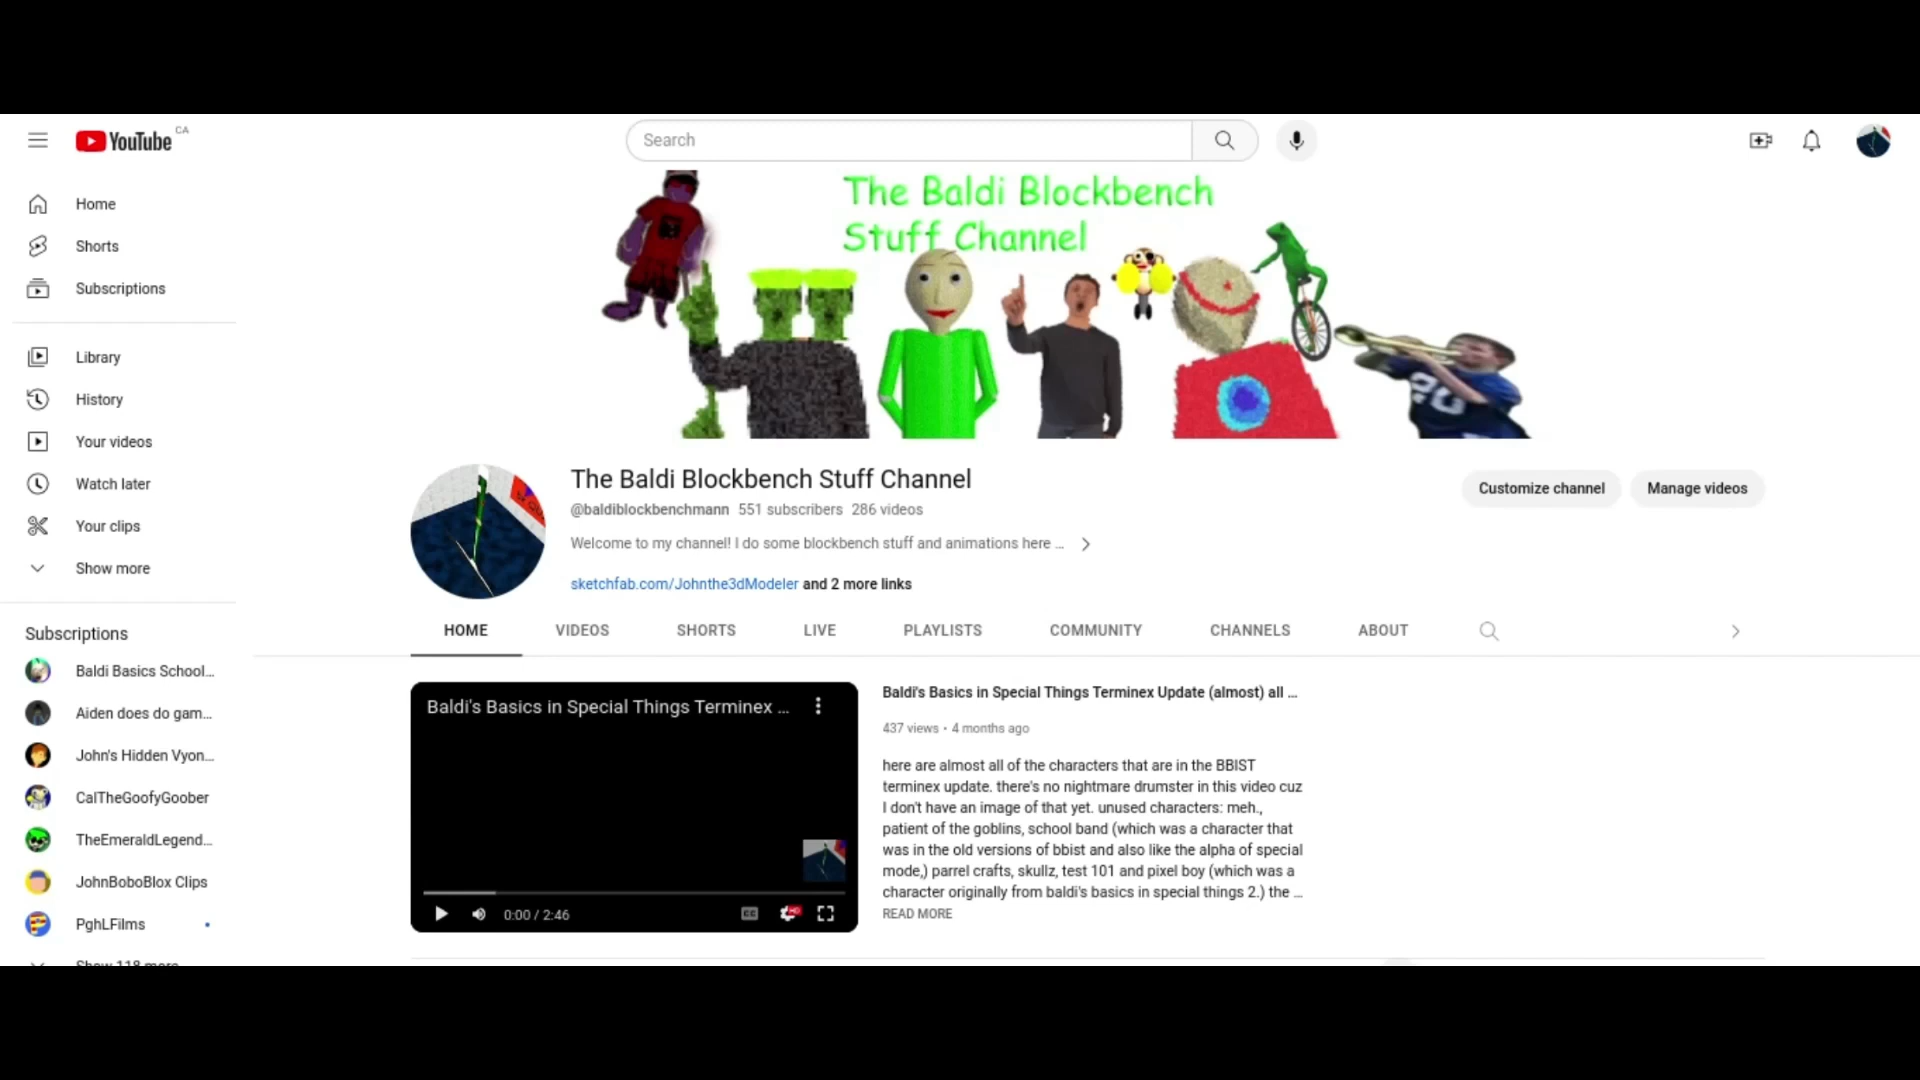 YouTube CA
Search
Home
Shorts
Subscriptions
Library
History
Your videos
Watch later
Your clips
Show more
Subscriptions
Baldi Basics School...
Aiden does do gam...
John's Hidden Vyon...
CalTheGoofyGoober
TheEmeraldLegend...
JohnBoboBlox Clips
PghLFilms
Show 118 more
The Baldi Blockbench
Stuff Channel
20
The Baldi Blockbench Stuff Channel
@baldiblockbenchmann 551 subscribers 286 videos
Welcome to my channel! I do some blockbench stuff and animations here ...
sketchfab.com/Johnthe3dModeler and 2 more links
Customize channel
Manage videos
HOME VIDEOS SHORTS LIVE PLAYLISTS COMMUNITY CHANNELS ABOUT
Baldi's Basics in Special Things Terminex ...
0:00 / 2:46
CC
HD
Baldi's Basics in Special Things Terminex Update (almost) all ...
437 views • 4 months ago
here are almost all of the characters that are in the BBIST
terminex update. there's no nightmare drumster in this video cuz
I don't have an image of that yet. unused characters: meh.,
patient of the goblins, school band (which was a character that
was in the old versions of bbist and also like the alpha of special
mode,) parrel crafts, skullz, test 101 and pixel boy (which was a
character originally from baldi's basics in special things 2.) the ...
READ MORE